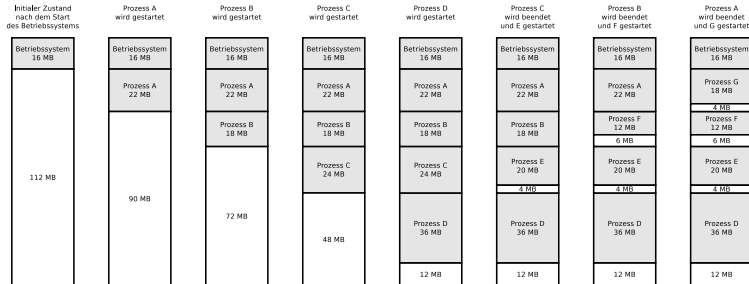 Initialer Zustand
nach dem Start
des Betriebssystems
Betriebssystem
16 MB
112 MB
Prozess A
wird gestartet
Betriebssystem
16 MB
Prozess A
22 MB
90 MB
Prozess B
wird gestartet
Betriebssystem
16 MB
Prozess A
22 MB
Prozess B
18 MB
72 MB
Prozess C
wird gestartet
Betriebssystem
16 MB
Prozess A
22 MB
Prozess B
18 MB
Prozess C
24 MB
48 MB
Prozess D
wird gestartet
Betriebssystem
16 MB
Prozess A
22 MB
Prozess B
18 MB
Prozess C
24 MB
Prozess D
36 MB
12 MB
Prozess C
wird beendet
und E gestartet
Betriebssystem
16 MB
Prozess A
22 MB
Prozess B
18 MB
Prozess E
20 MB
4 MB
Prozess D
36 MB
12 MB
Prozess B
wird beendet
und F gestartet
Betriebssystem
16 MB
Prozess A
22 MB
Prozess F
12 MB
6 MB
Prozess E
20 MB
4 MB
Prozess D
36 MB
12 MB
Prozess A
wird beendet
und G gestartet
Betriebssystem
16 MB
Prozess G
18 MB
4 MB
Prozess F
12 MB
6 MB
Prozess E
20 MB
4 MB
Prozess D
36 MB
12 MB